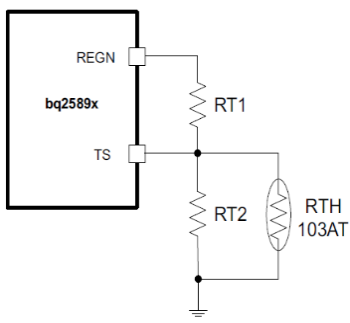 REGN
bq2589x
RT1
TS
RT2
RTH
103AT